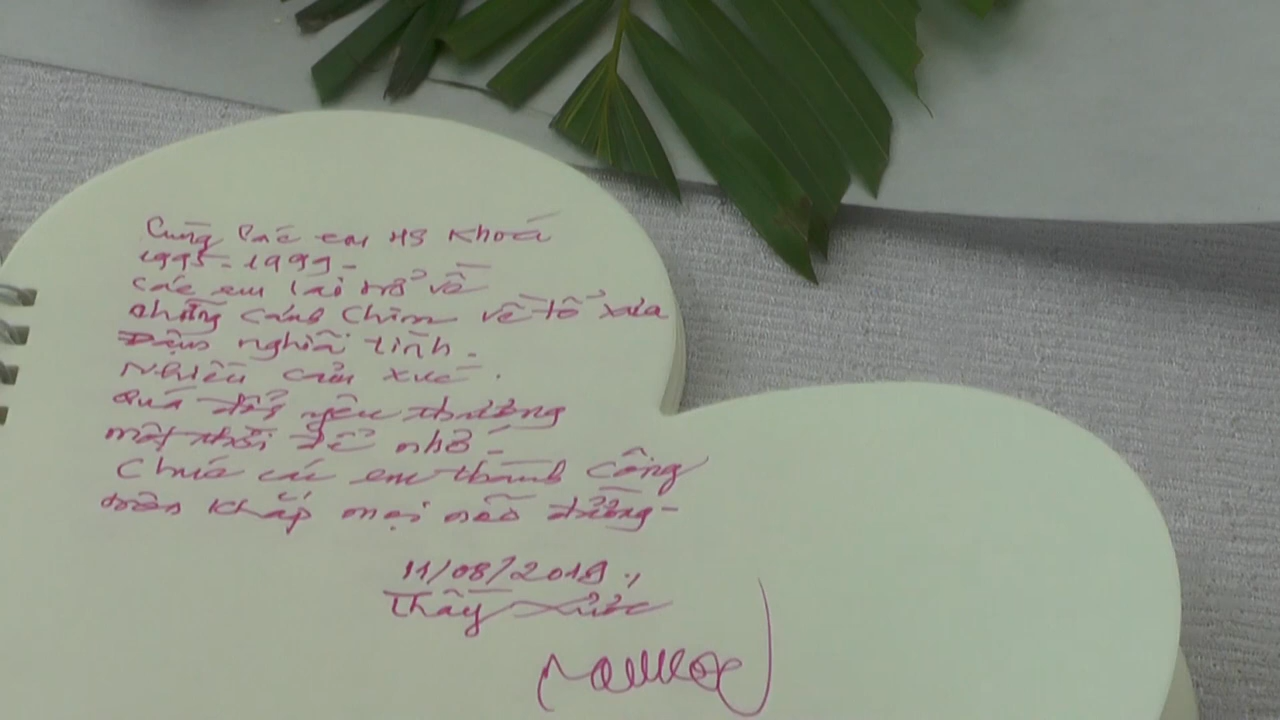 Cùng các em HS khoá
1995-1999-
các em lại trở về
những cánh chim về tổ xưa
Đậm nghĩa tình -
Nhiều cảm xúc.
Quá đầy yêu thương
một thời để nhớ -
Chúc các em thành công
trên khắp mọi nẻo đường -
11/08/2019
Thầy